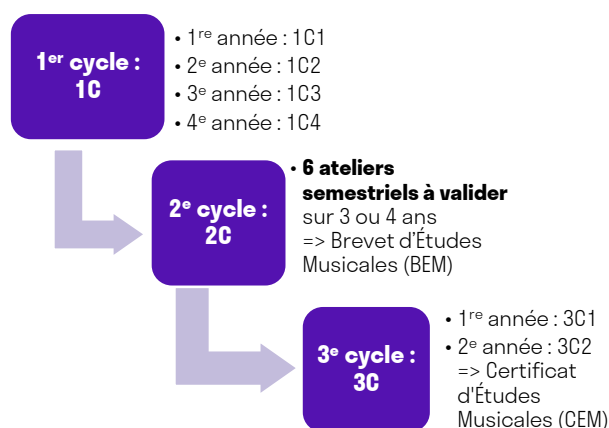 1er cycle :
1C
• 1re année : 1C1
• 2e année : 1C2
• 3e année : 1C3
• 4e année : 1C4
2e cycle :
2C
• 6 ateliers
semestriels à valider
sur 3 ou 4 ans
=> Brevet d'Études
Musicales (BEM)
3e cycle :
3C
• 1re année : 3C1
• 2e année : 3C2
=> Certificat
d'Études
Musicales (CEM)